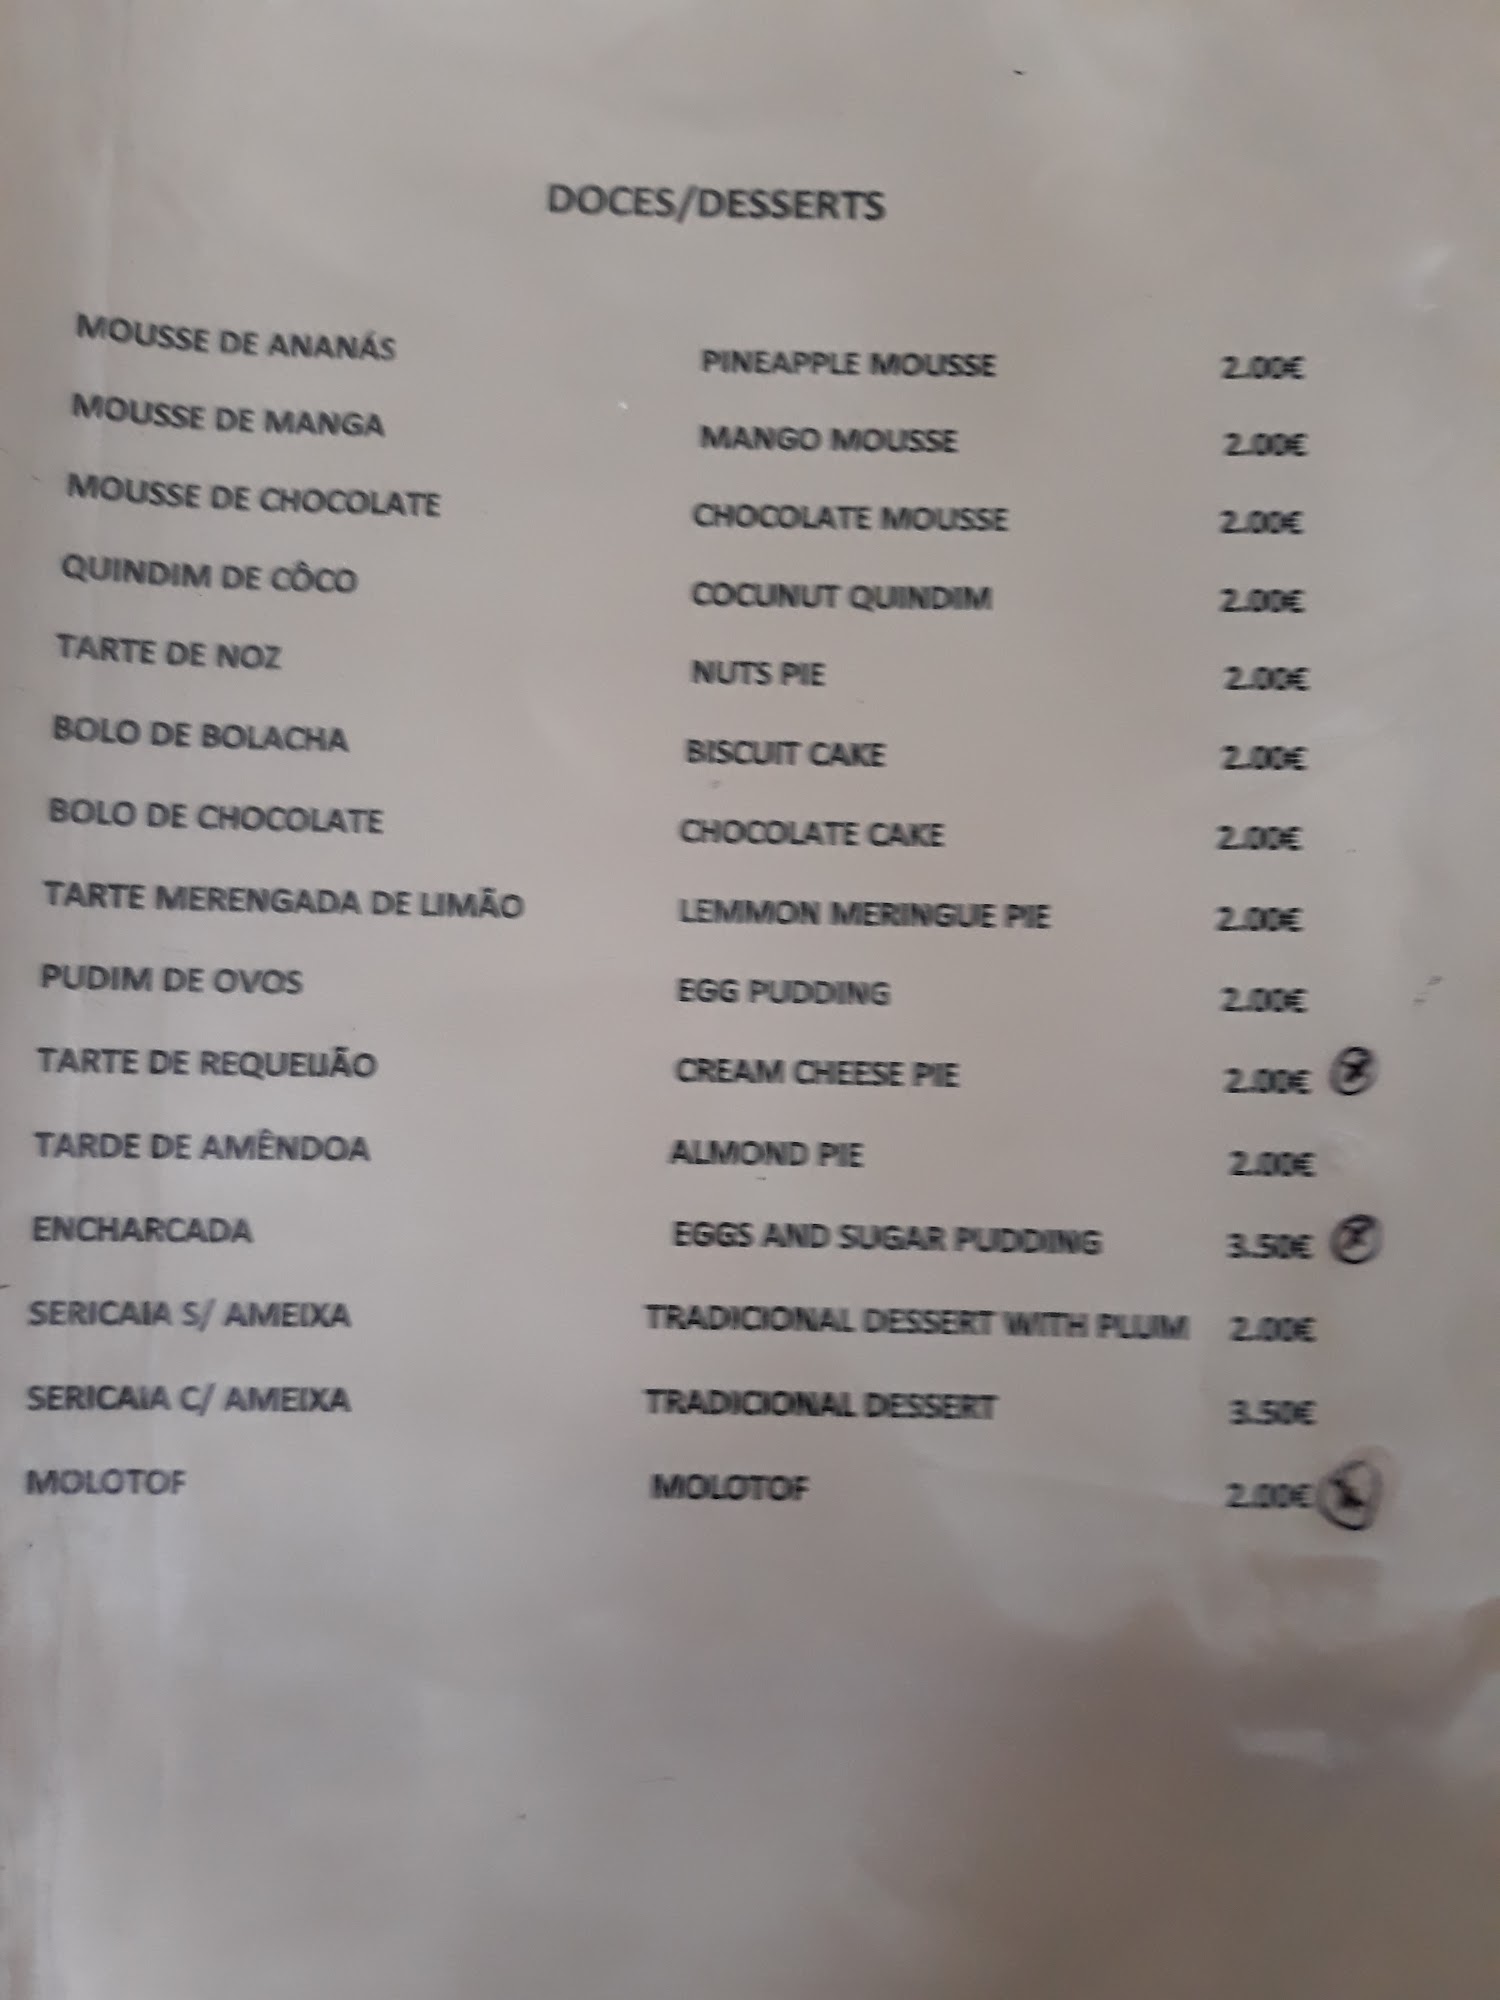 DOCES/DESSERTS
MOUSSE DE ANANÁS PINEAPPLE MOUSSE 2.00€
MOUSSE DE MANGA MANGO MOUSSE 2.00€
MOUSSE DE CHOCOLATE CHOCOLATE MOUSSE 2.00€
QUINDIM DE CÔCO COCUNUT QUINDIM 2.00€
TARTE DE NOZ NUTS PIE 2.00€
BOLO DE BOLACHA BISCUIT CAKE 2.00€
BOLO DE CHOCOLATE CHOCOLATE CAKE 2.00€
TARTE MERENGADA DE LIMÃO LEMMON MERINGUE PIE 2.00€
PUDIM DE OVOS EGG PUDDING 2.00€
TARTE DE REQUEIJÃO CREAM CHEESE PIE 2.00€
TARDE DE AMÊNDOA ALMOND PIE 2.00€
ENCHARCADA EGGS AND SUGAR PUDDING 3.50€
SERICAIA S/ AMEIXA TRADICIONAL DESSERT WITH PLUM 2.00€
SERICAIA C/ AMEIXA TRADICIONAL DESSERT 3.50€
MOLOTOF MOLOTOF 2.00€